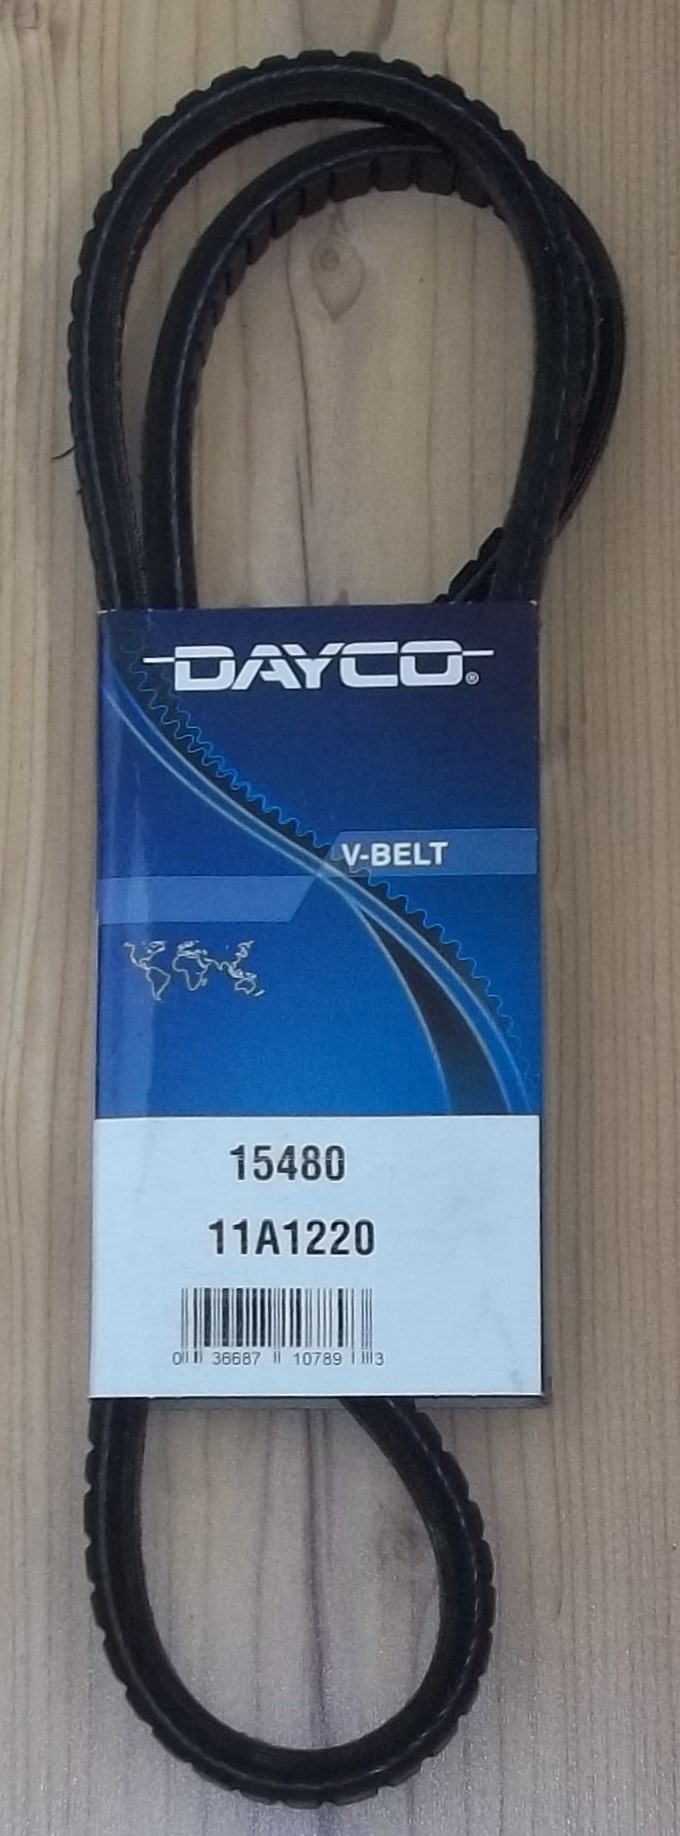 DAYCO®
V-BELT
15480
11A1220
0 36687 10789 3